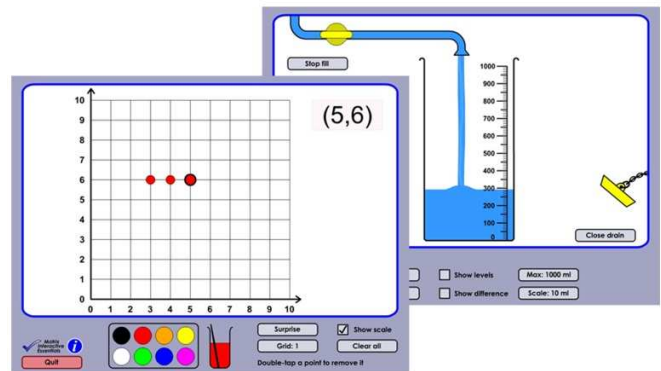 Stop fill
1000
900
800
700
600
500
400
300
200
100
0
Close drain
Show levels
Max: 1000 ml
Show difference
Scale: 10 ml
(5,6)
10
9
8
7
6
5
4
3
2
1
0
0 1 2 3 4 5 6 7 8 9 10
Maths
Interactive
Essentials
i
Quit
Surprise
Show scale
Grid: 1
Clear all
Double-tap a point to remove it